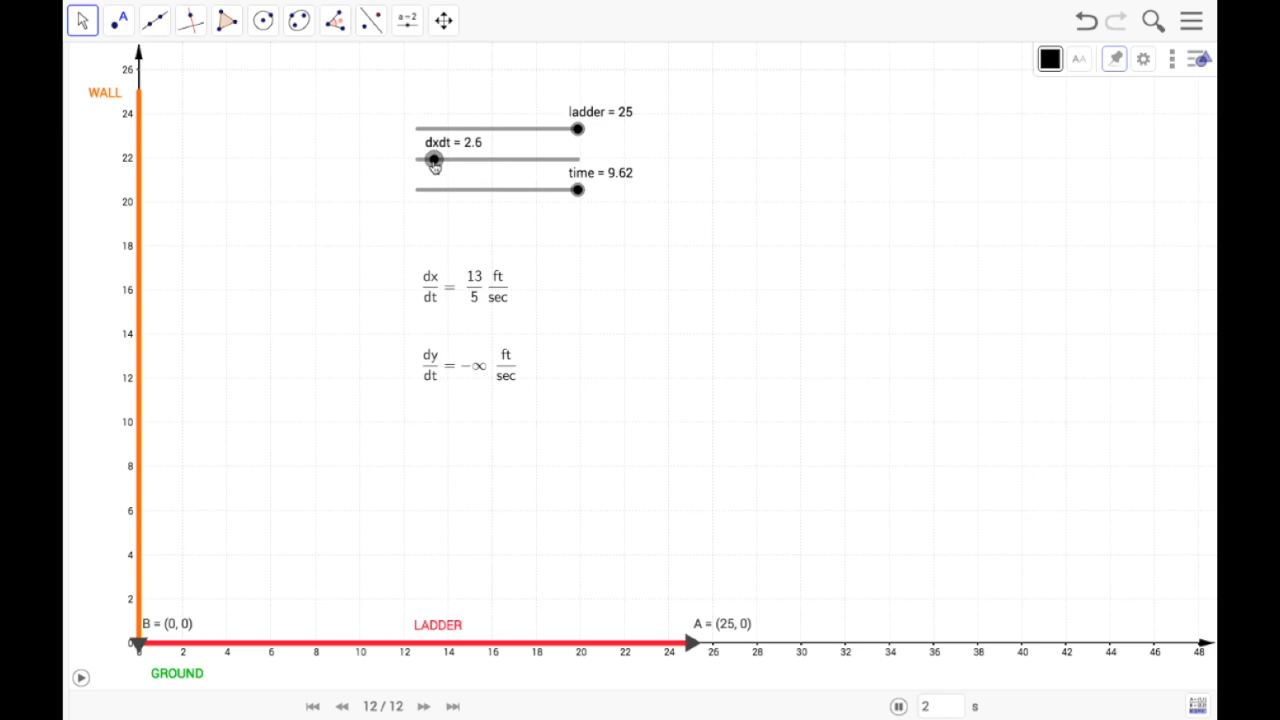 A
a=2
AA
26
WALL
24
22
20
18
16
14
12
10
8
6
4
2
0
ladder = 25
dxdt = 2.6
time = 9.62
dx/dt = 13/5 ft/sec
dy/dt = −∞ ft/sec
B = (0, 0)
LADDER
A = (25, 0)
0 2 4 6 8 10 12 14 16 18 20 22 24 26 28 30 32 34 36 38 40 42 44 46 48
GROUND
12 / 12
2 s